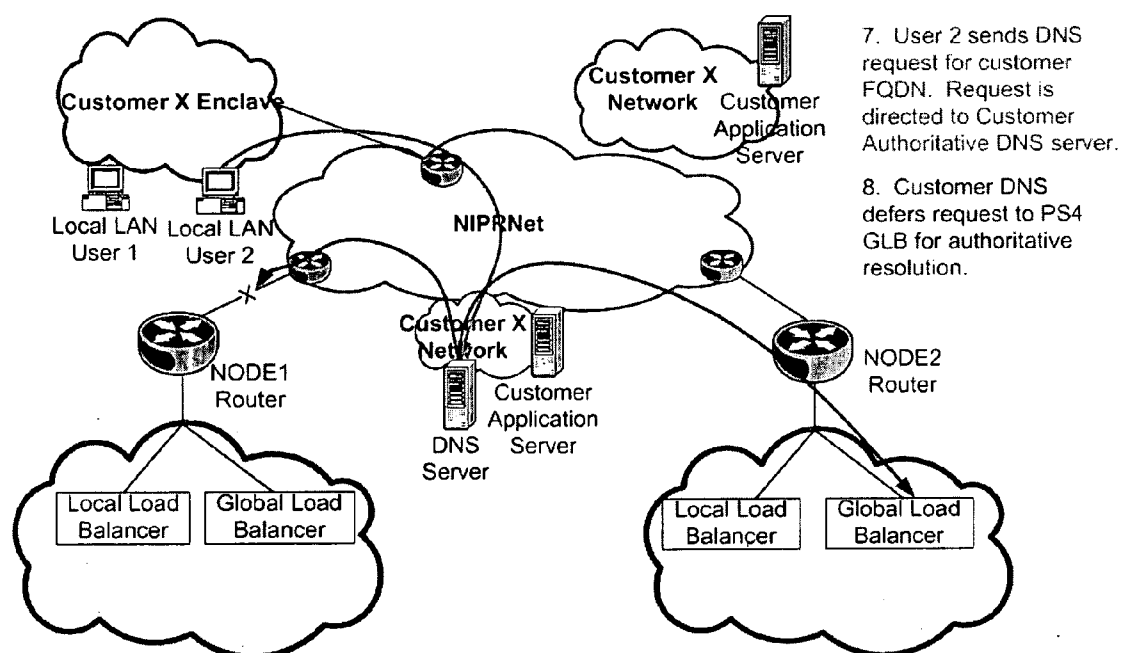 Customer X Enclave
Local LAN
User 1
Local LAN
User 2
Customer X
Network
Customer
Application
Server
NIPRNet
Customer X
Network
Customer
Application
Server
DNS
Server
X
NODE1
Router
NODE2
Router
Local Load
Balancer
Global Load
Balancer
Local Load
Balancer
Global Load
Balancer
7. User 2 sends DNS
request for customer
FQDN. Request is
directed to Customer
Authoritative DNS server.
8. Customer DNS
defers request to PS4
GLB for authoritative
resolution.